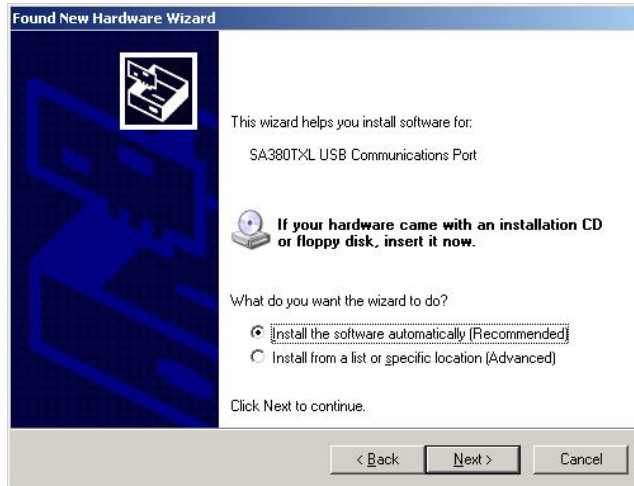 Found New Hardware Wizard
This wizard helps you install software for:
SA380TXL USB Communications Port
If your hardware came with an installation CD
or floppy disk, insert it now.
What do you want the wizard to do?
Install the software automatically (Recommended)
Install from a list or specific location (Advanced)
Click Next to continue.
< Back Next > Cancel